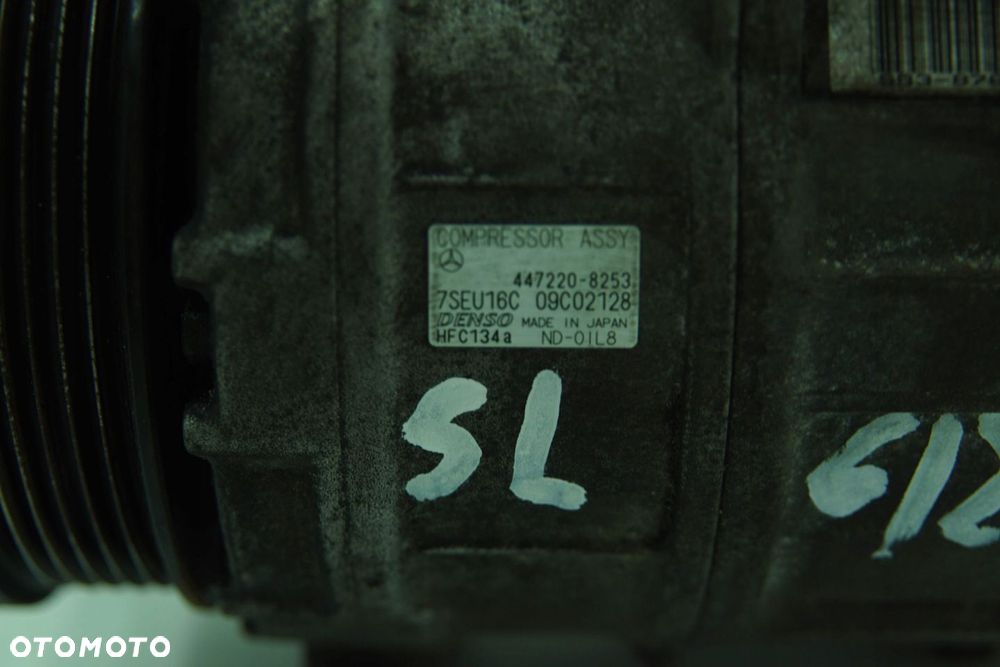 COMPRESSOR ASSY
447220-8253
7SEU16C 09C02128
DENSO MADE IN JAPAN
HFC134a ND-OIL8
SL
OTOMOTO